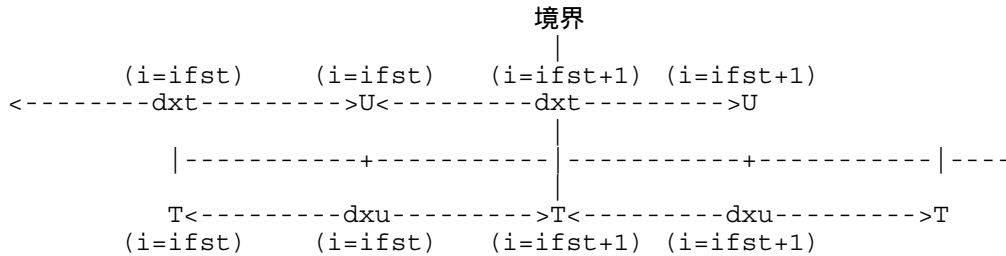 境界
|
(i=ifst) (i=ifst) (i=ifst+1) (i=ifst+1)
<--------dxt--------->U<---------dxt--------->U
|
|-----------+-----------|-----------+-----------|----
|
T<---------dxu--------->T<---------dxu--------->T
(i=ifst) (i=ifst) (i=ifst+1) (i=ifst+1)